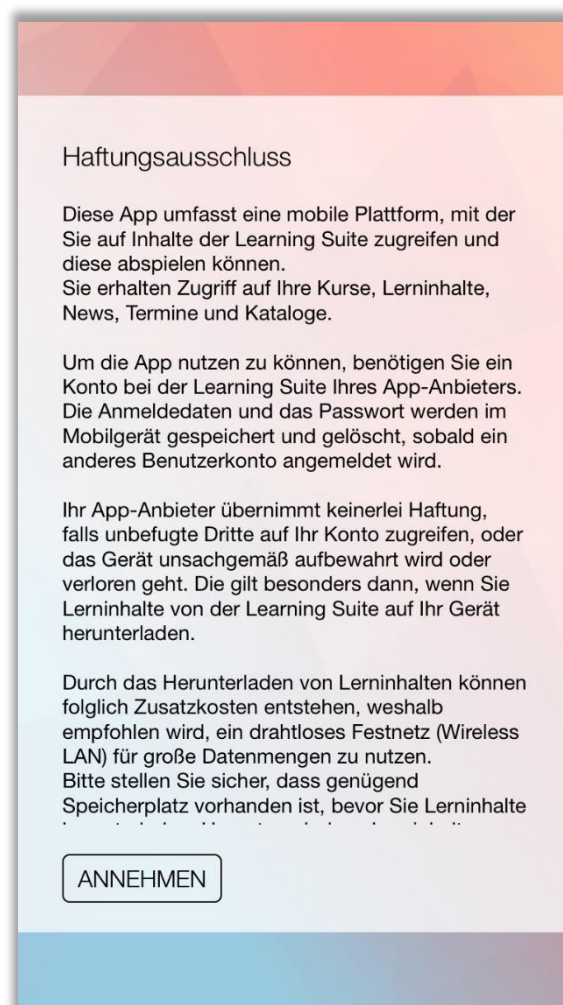 Haftungsausschluss
Diese App umfasst eine mobile Plattform, mit der
Sie auf Inhalte der Learning Suite zugreifen und
diese abspielen können.
Sie erhalten Zugriff auf Ihre Kurse, Lerninhalte,
News, Termine und Kataloge.
Um die App nutzen zu können, benötigen Sie ein
Konto bei der Learning Suite Ihres App-Anbieters.
Die Anmeldedaten und das Passwort werden im
Mobilgerät gespeichert und gelöscht, sobald ein
anderes Benutzerkonto angemeldet wird.
Ihr App-Anbieter übernimmt keinerlei Haftung,
falls unbefugte Dritte auf Ihr Konto zugreifen, oder
das Gerät unsachgemäß aufbewahrt wird oder
verloren geht. Die gilt besonders dann, wenn Sie
Lerninhalte von der Learning Suite auf Ihr Gerät
herunterladen.
Durch das Herunterladen von Lerninhalten können
folglich Zusatzkosten entstehen, weshalb
empfohlen wird, ein drahtloses Festnetz (Wireless
LAN) für große Datenmengen zu nutzen.
Bitte stellen Sie sicher, dass genügend
Speicherplatz vorhanden ist, bevor Sie Lerninhalte
ANNEHMEN